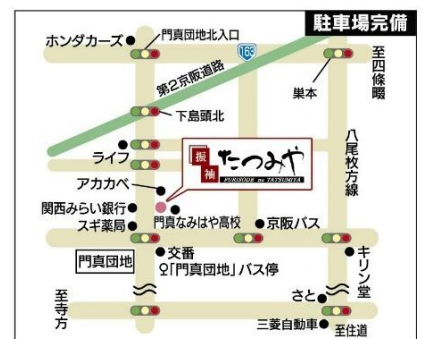 駐車場完備
ホンダカーズ
門真団地北入口
163
至四條畷
巣本
第2京阪道路
下島頭北
八尾枚方線
ライフ
振袖
たつみや
FURISODE no TATSUMIYA
アカカベ
関西みらい銀行
門真なみはや高校
京阪バス
スギ薬局
門真団地
交番
「門真団地」バス停
キリン堂
至寺方
さと
三菱自動車
至住道